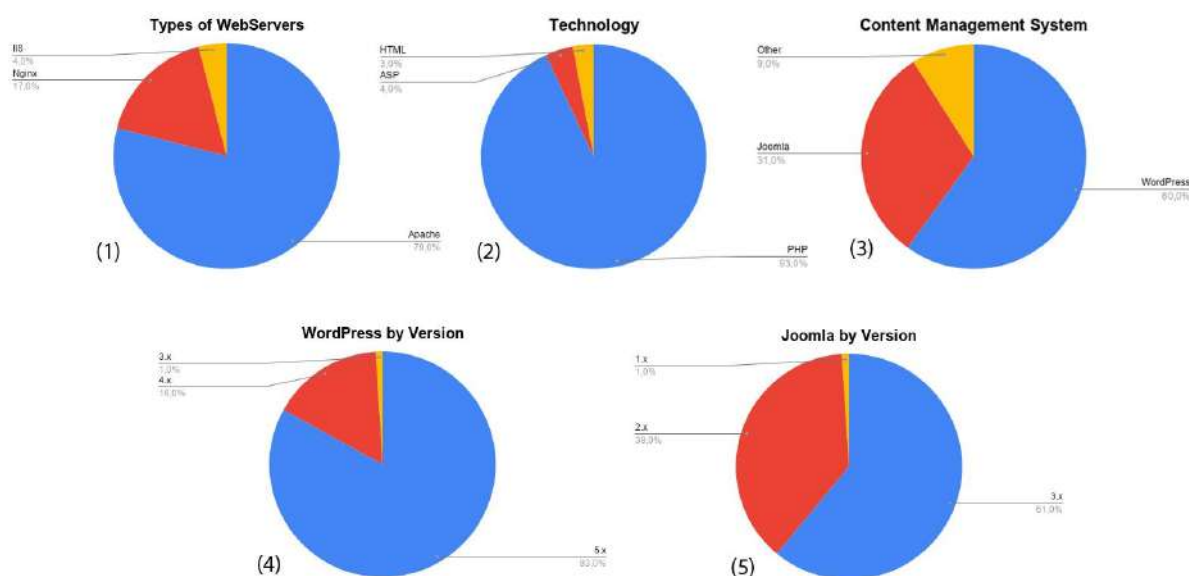 Types of WebServers
IIS
4,0%
Nginx
17,0%
Apache
79,0%
(1)
Technology
HTML
3,0%
ASP
4,0%
PHP
93,0%
(2)
Content Management System
Other
9,0%
Joomla
31,0%
WordPress
60,0%
(3)
WordPress by Version
3.x
1,0%
4.x
16,0%
5.x
83,0%
(4)
Joomla by Version
1.x
1,0%
2.x
38,0%
3.x
61,0%
(5)